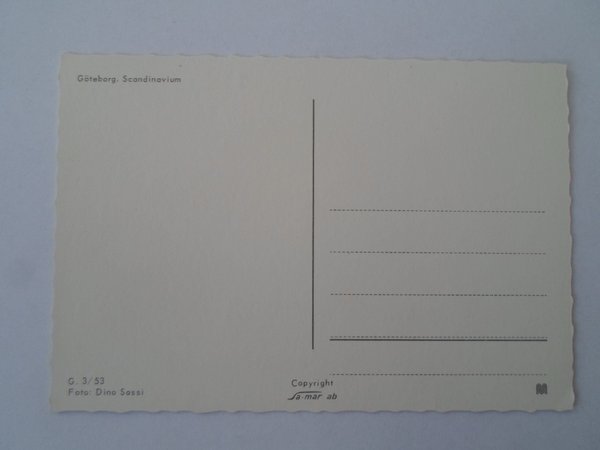 Göteborg. Scandinavium
G. 3/53
Foto: Dino Sassi
Copyright
Sa-mar ab